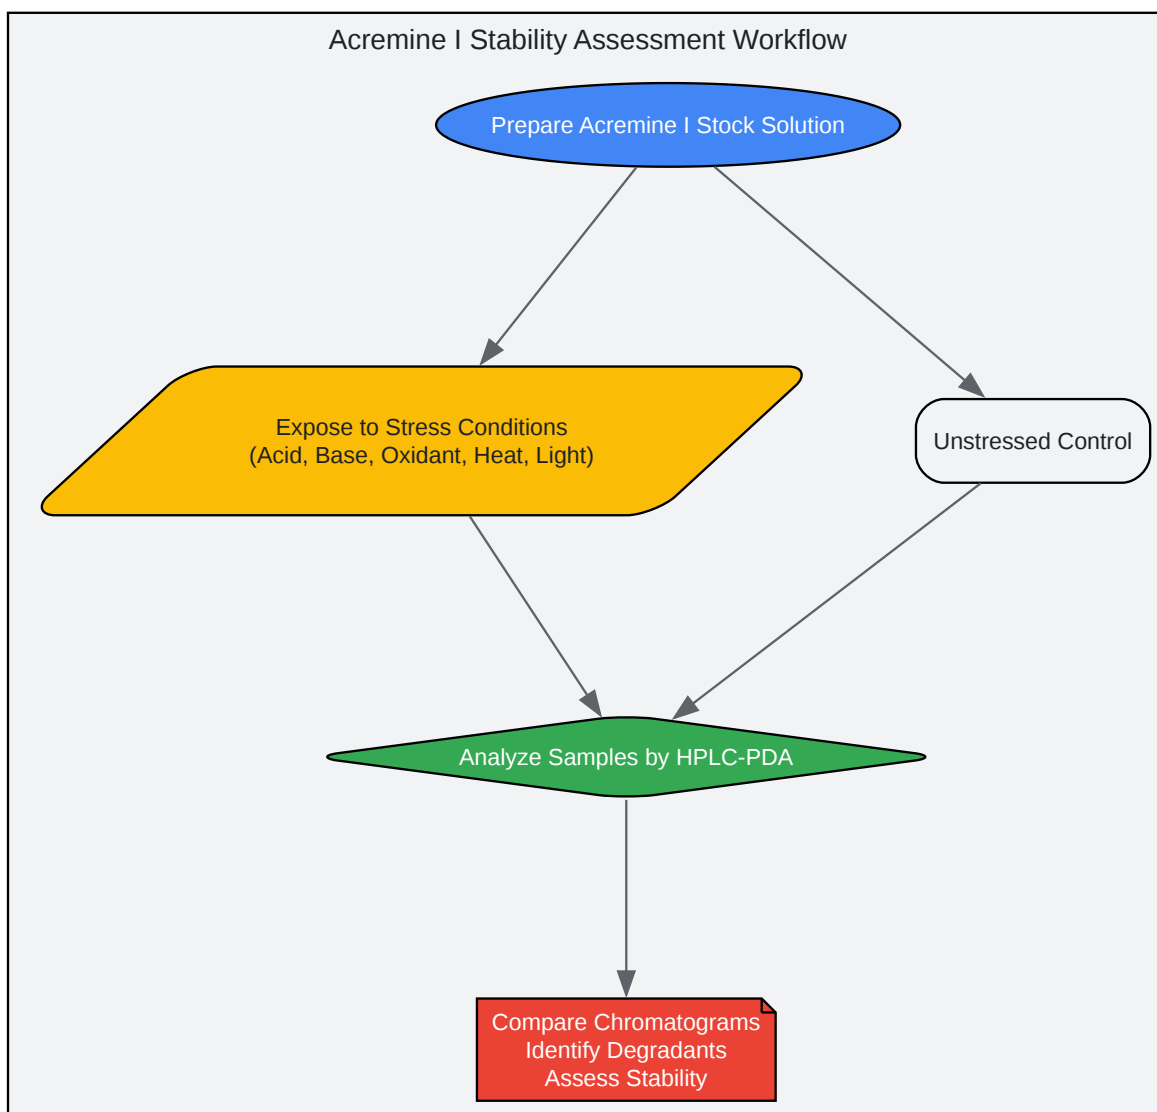 Acremine I Stability Assessment Workflow
Prepare Acremine I Stock Solution
Expose to Stress Conditions
(Acid, Base, Oxidant, Heat, Light)
Unstressed Control
Analyze Samples by HPLC-PDA
Compare Chromatograms
Identify Degradants
Assess Stability